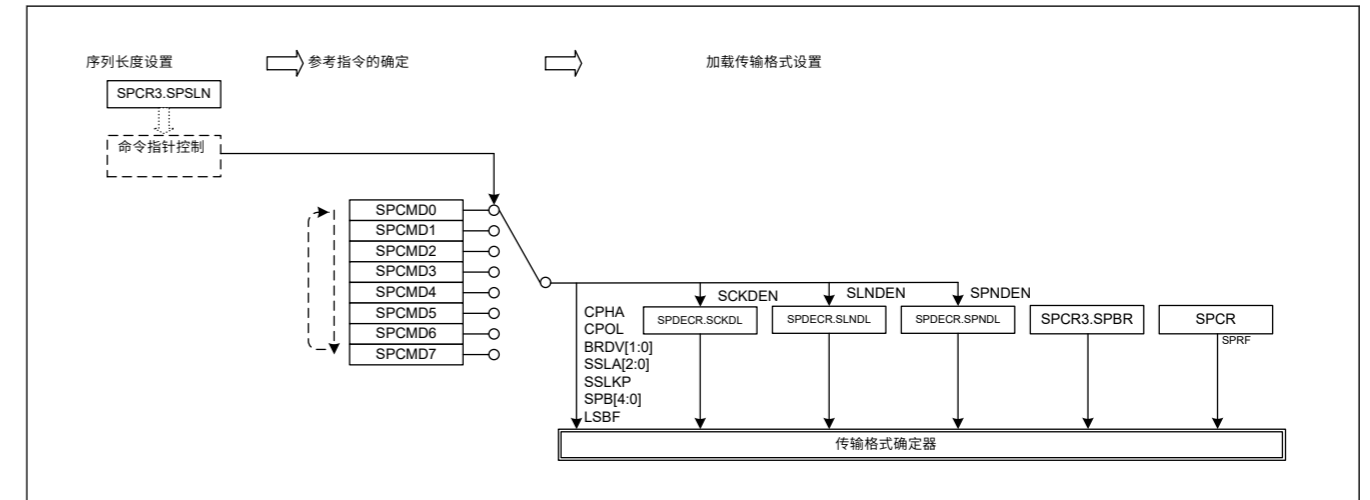 序列长度设置
参考指令的确定
加载传输格式设置
SPCR3.SPSLN
命令指针控制
SPCMD0
SPCMD1
SPCMD2
SPCMD3
SPCMD4
SPCMD5
SPCMD6
SPCMD7
CPHA
CPOL
BRDV[1:0]
SSLA[2:0]
SSLKP
SPB[4:0]
LSBF
SCKDEN
SLNDEN
SPNDEN
SPDECR.SCKDL
SPDECR.SLNDL
SPDECR.SPNDL
SPCR3.SPBR
SPCR
SPRF
传输格式确定器